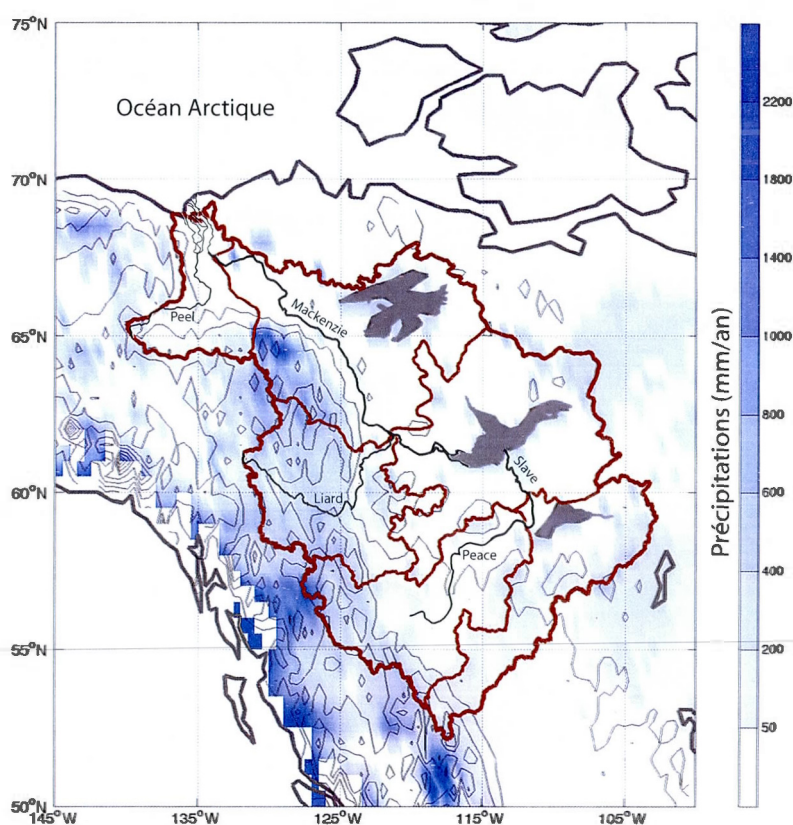 75°N
Océan Arctique
70°N
65°N
60°N
55°N
50°N
145°W
135°W
125°W
115°W
105°W
Peel
Mackenzie
Liard
Slave
Peace
2200
1800
1400
1000
800
600
400
200
50
Précipitations (mm/an)